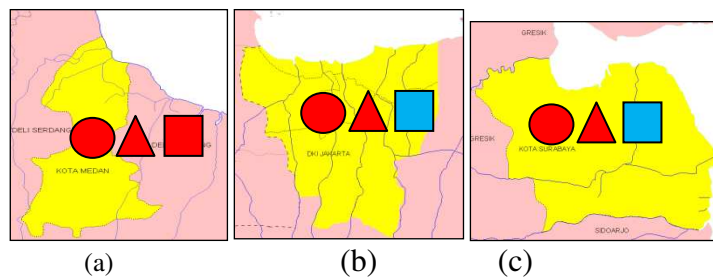 DELI SERDANG
KOTA MEDAN
(a)
DKI JAKARTA
(b)
GRESIK
GRESIK
KOTA SURABAYA
SIDOARJO
(c)